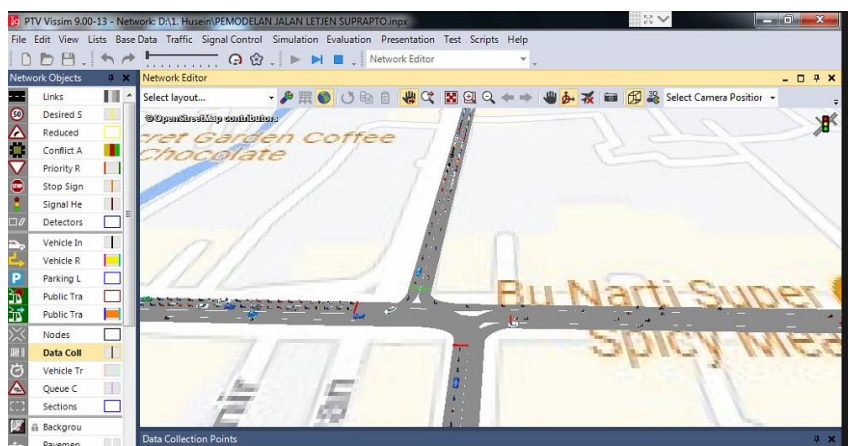 PTV Vissim 9.00-13 - Network: D:\1. Husein\PEMODELAN JALAN LETJEN SUPRAPTO.inpx
File Edit View Lists Base Data Traffic Signal Control Simulation Evaluation Presentation Test Scripts Help
Network Editor
Network Objects
Network Editor
Select layout...
Select Camera Position
Links
Desired S
Reduced
Conflict A
Priority R
Stop Sign
Signal He
Detectors
Vehicle In
Vehicle R
Parking L
Public Tra
Public Tra
Nodes
Data Coll
Vehicle Tr
Queue C
Sections
Backgrou
Pavemen
© OpenStreetMap contributors
cret Garden Coffee
Chocolate
Bu Narti Super
Spicy Mea
Data Collection Points